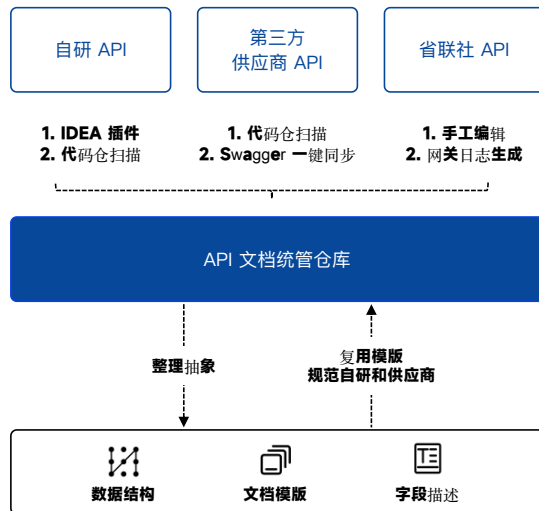 自研 API
第三方
供应商 API
省联社 API
1. IDEA 插件
2. 代码仓扫描
1. 代码仓扫描
2. Swagger 一键同步
1. 手工编辑
2. 网关日志生成
API 文档统管仓库
整理抽象
复用模版
规范自研和供应商
数据结构
文档模版
字段描述